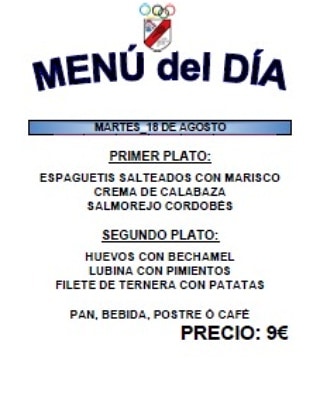 MENÚ del DÍA
MARTES 18 DE AGOSTO
PRIMER PLATO:
ESPAGUETIS SALTEADOS CON MARISCO
CREMA DE CALABAZA
SALMOREJO CORDOBÉS
SEGUNDO PLATO:
HUEVOS CON BECHAMEL
LUBINA CON PIMIENTOS
FILETE DE TERNERA CON PATATAS
PAN, BEBIDA, POSTRE Ó CAFÉ
PRECIO: 9€